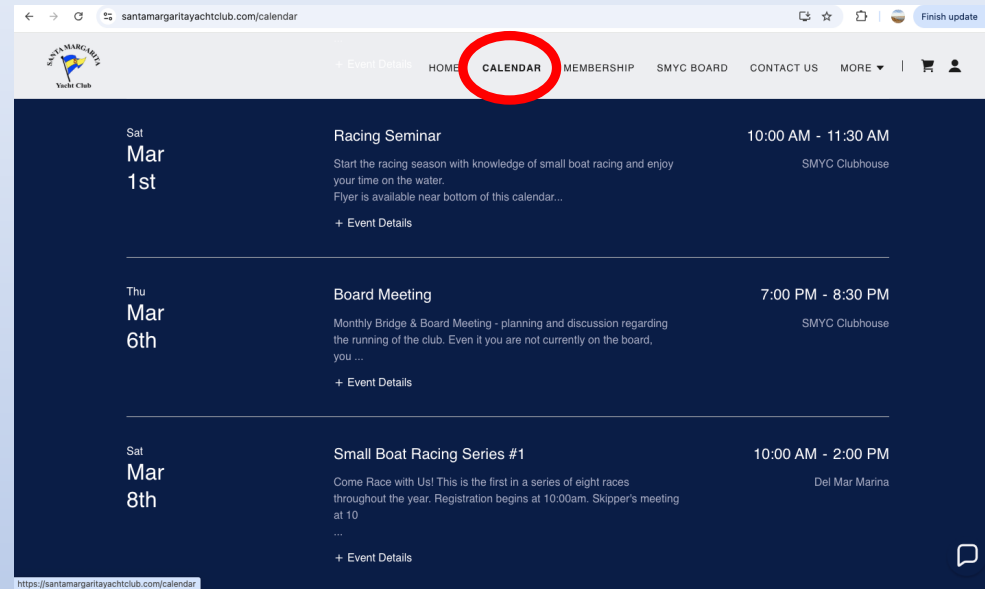 santamargaritayachtclub.com/calendar
Finish update
SANTA MARGARITA
Yacht Club
+ Event Details
HOME
CALENDAR
MEMBERSHIP
SMYC BOARD
CONTACT US
MORE
Sat
Mar
1st
Racing Seminar
Start the racing season with knowledge of small boat racing and enjoy
your time on the water.
Flyer is available near bottom of this calendar...
+ Event Details
10:00 AM - 11:30 AM
SMYC Clubhouse
Thu
Mar
6th
Board Meeting
Monthly Bridge & Board Meeting - planning and discussion regarding
the running of the club. Even it you are not currently on the board,
you ...
+ Event Details
7:00 PM - 8:30 PM
SMYC Clubhouse
Sat
Mar
8th
Small Boat Racing Series #1
Come Race with Us! This is the first in a series of eight races
throughout the year. Registration begins at 10:00am. Skipper's meeting
at 10
...
+ Event Details
10:00 AM - 2:00 PM
Del Mar Marina
https://santamargaritayachtclub.com/calendar